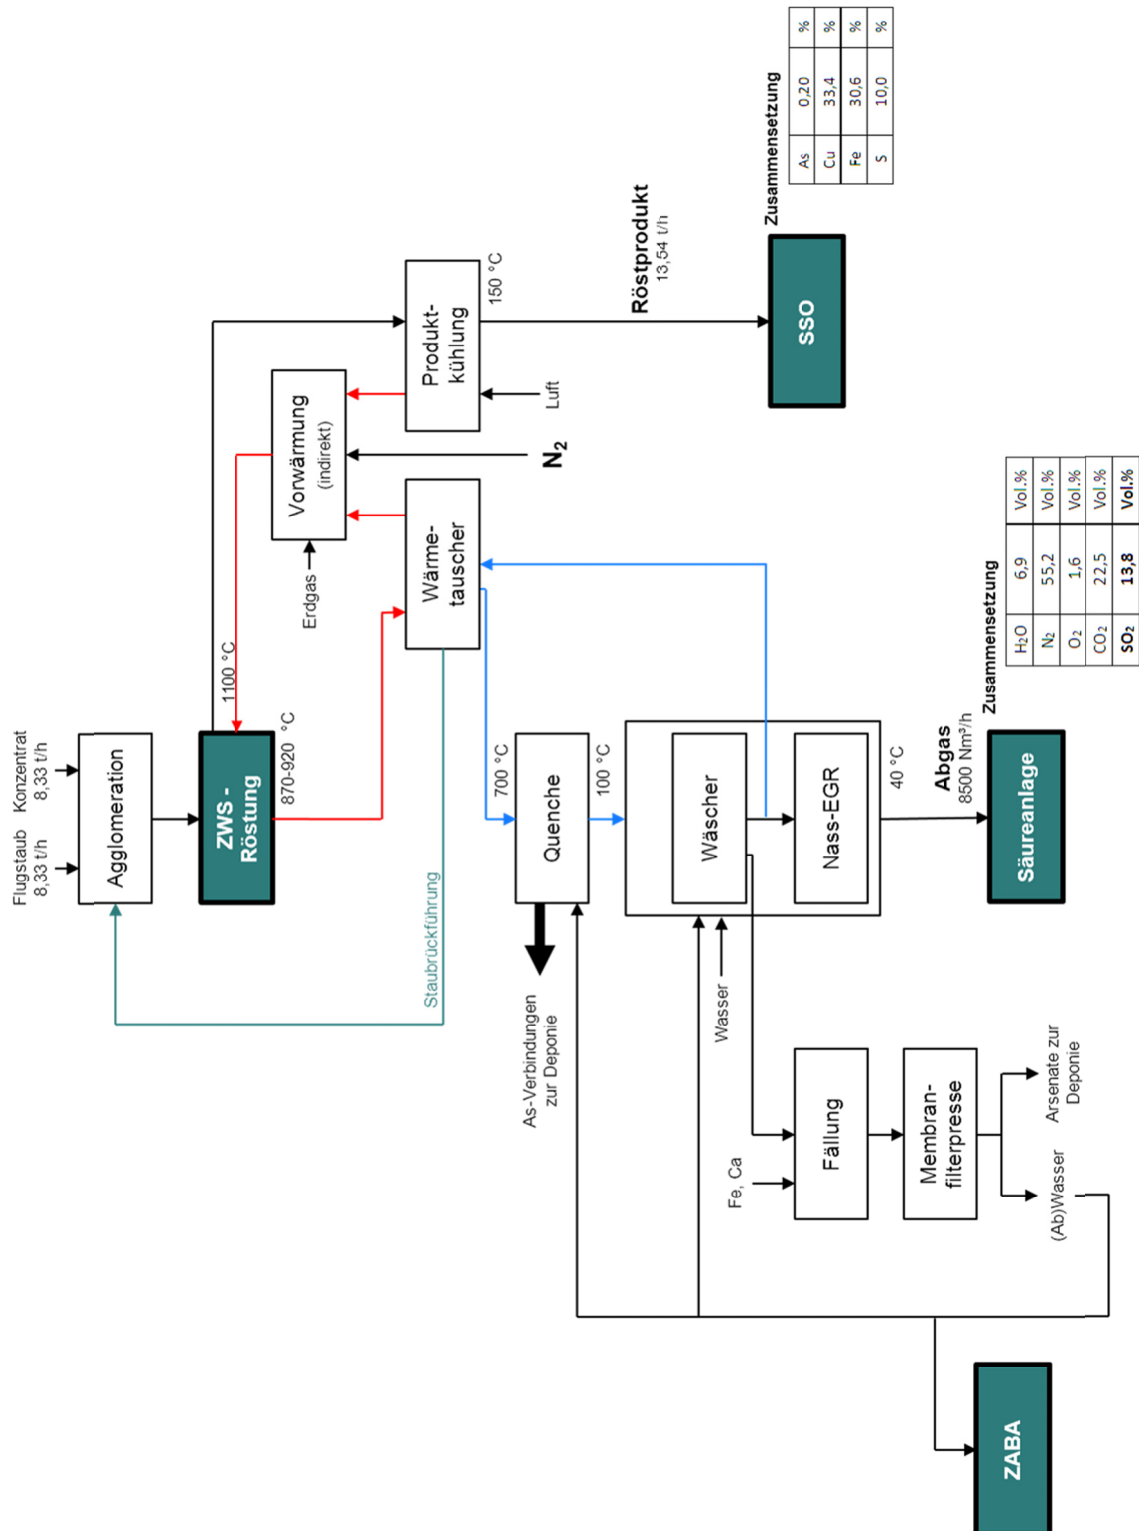 Flugstaub
8,33 t/h
Konzentrat
8,33 t/h
Agglomeration
ZWS -
Röstung
1100 °C
870-920 °C
Staubrückführung
Erdgas
Vorwärmung
(indirekt)
N₂
Wärme-
tauscher
Produkt-
kühlung
150 °C
Luft
Röstprodukt
13,54 t/h
SSO
Zusammensetzung
As 0,20 %
Cu 33,4 %
Fe 30,6 %
S 10,0 %
700 °C
Quenche
100 °C
As-Verbindungen
zur Deponie
Wasser
Wäscher
Nass-EGR
40 °C
Abgas
8500 Nm³/h
Säureanlage
Zusammensetzung
H₂O 6,9 Vol.%
N₂ 55,2 Vol.%
O₂ 1,6 Vol.%
CO₂ 22,5 Vol.%
SO₂ 13,8 Vol.%
Fe, Ca
Fällung
Membran-
filterpresse
(Ab)Wasser
Arsenate zur
Deponie
ZABA